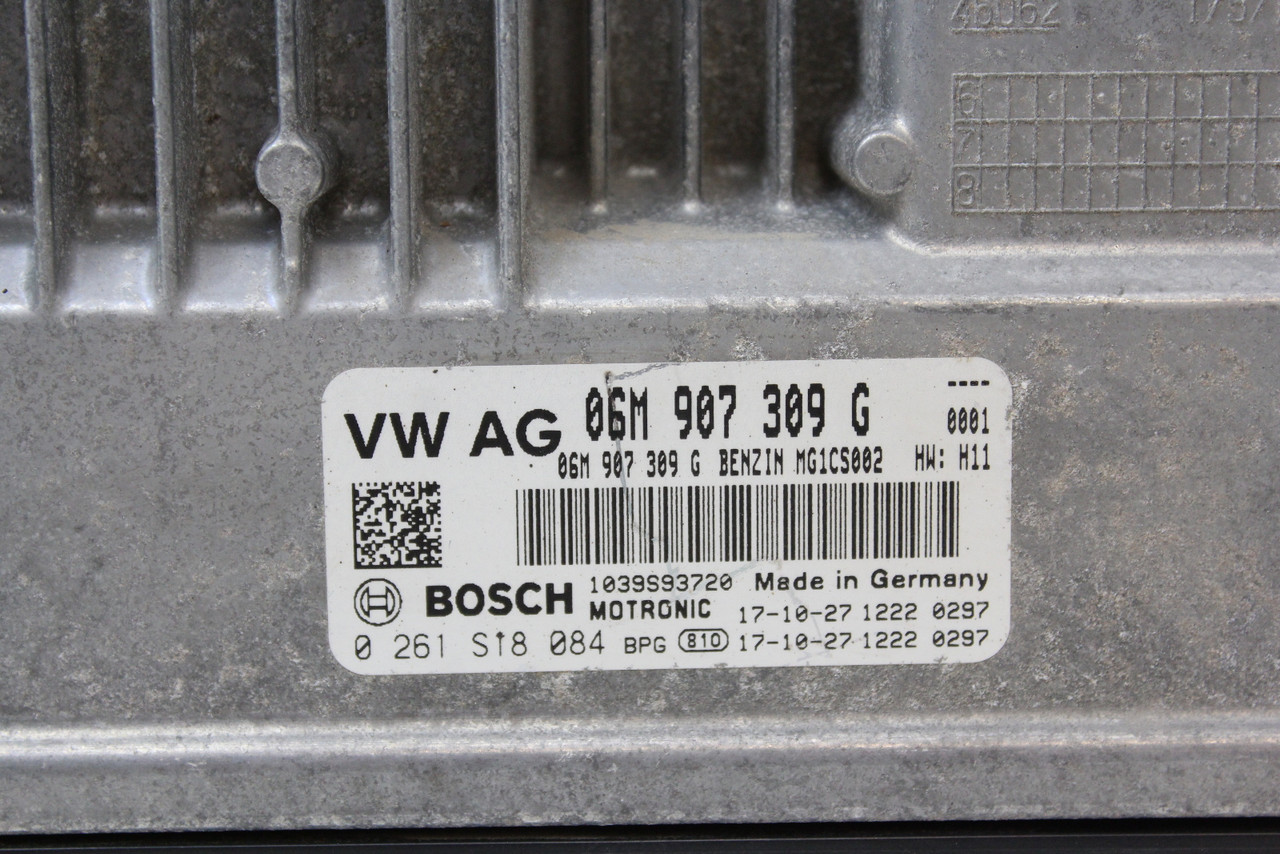 46062
6
7
8
VW AG 06M 907 309 G ----
0001
06M 907 309 G BENZIN MG1CS002 HW: H11
BOSCH 1039S93720 Made in Germany
MOTRONIC 17-10-27 1222 0297
0 261 S18 084 BPG 810 17-10-27 1222 0297